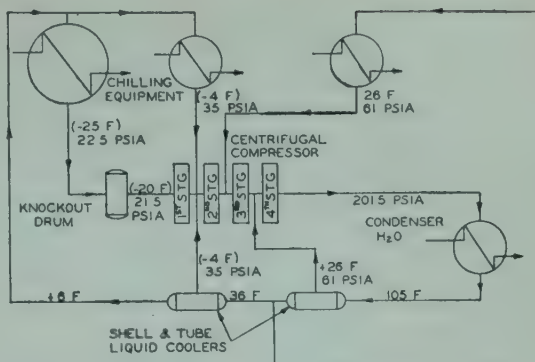 CHILLING
EQUIPMENT
(-4 F)
35
PSIA
26 F
61 PSIA
(-25 F)
22.5 PSIA
CENTRIFUGAL
COMPRESSOR
KNOCKOUT
DRUM
(-20 F)
21.5
PSIA
1ST STG
2ND STG
3RD STG
4TH STG
201.5 PSIA
CONDENSER
H2O
(-4 F)
35 PSIA
+26 F
61 PSIA
+6 F
36 F
105 F
SHELL & TUBE
LIQUID COOLERS